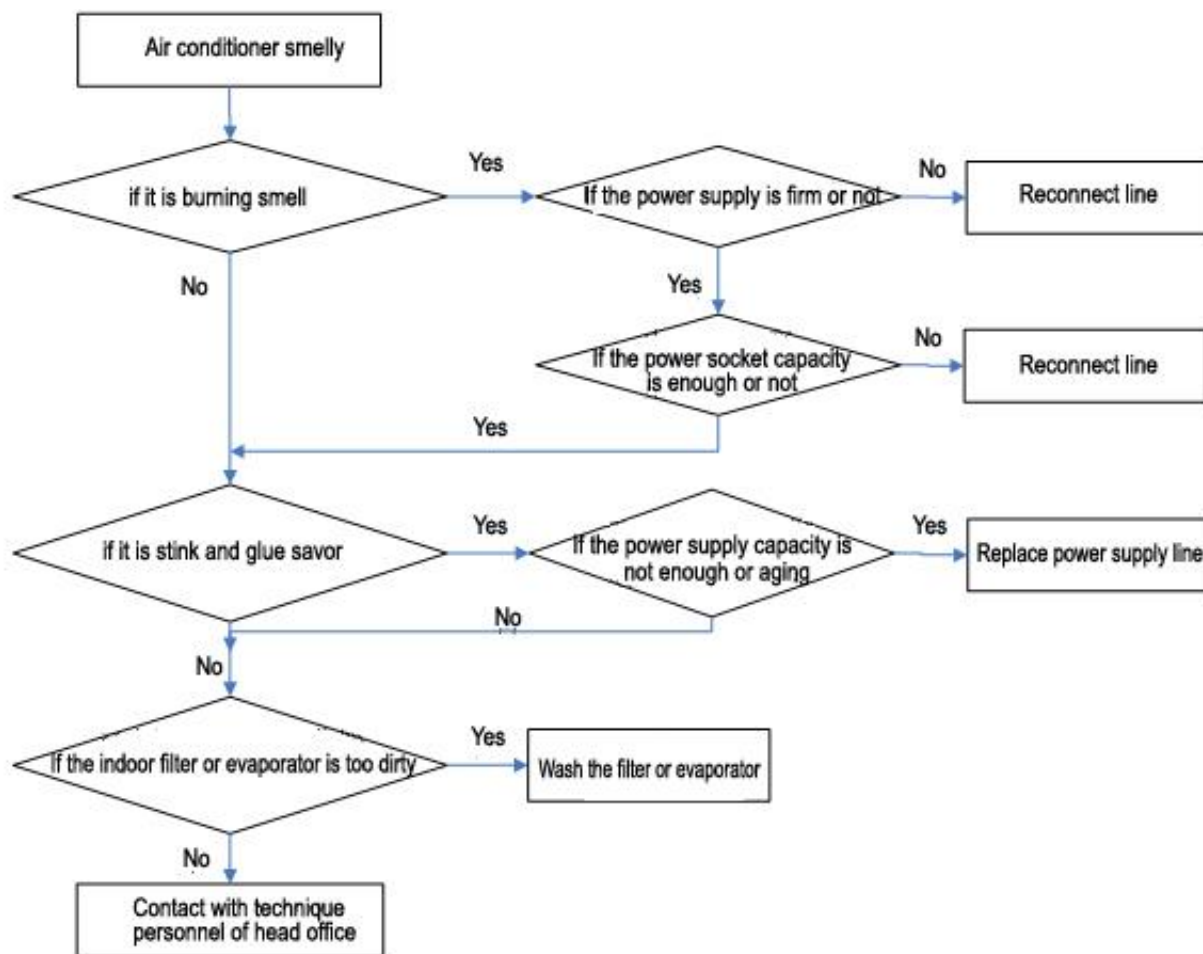 Air conditioner smelly
if it is burning smell
Yes
If the power supply is firm or not
No
Reconnect line
No
Yes
If the power socket capacity
is enough or not
No
Reconnect line
Yes
if it is stink and glue savor
Yes
If the power supply capacity is
not enough or aging
Yes
Replace power supply line
No
No
If the indoor filter or evaporator is too dirty
Yes
Wash the filter or evaporator
No
Contact with technique
personnel of head office